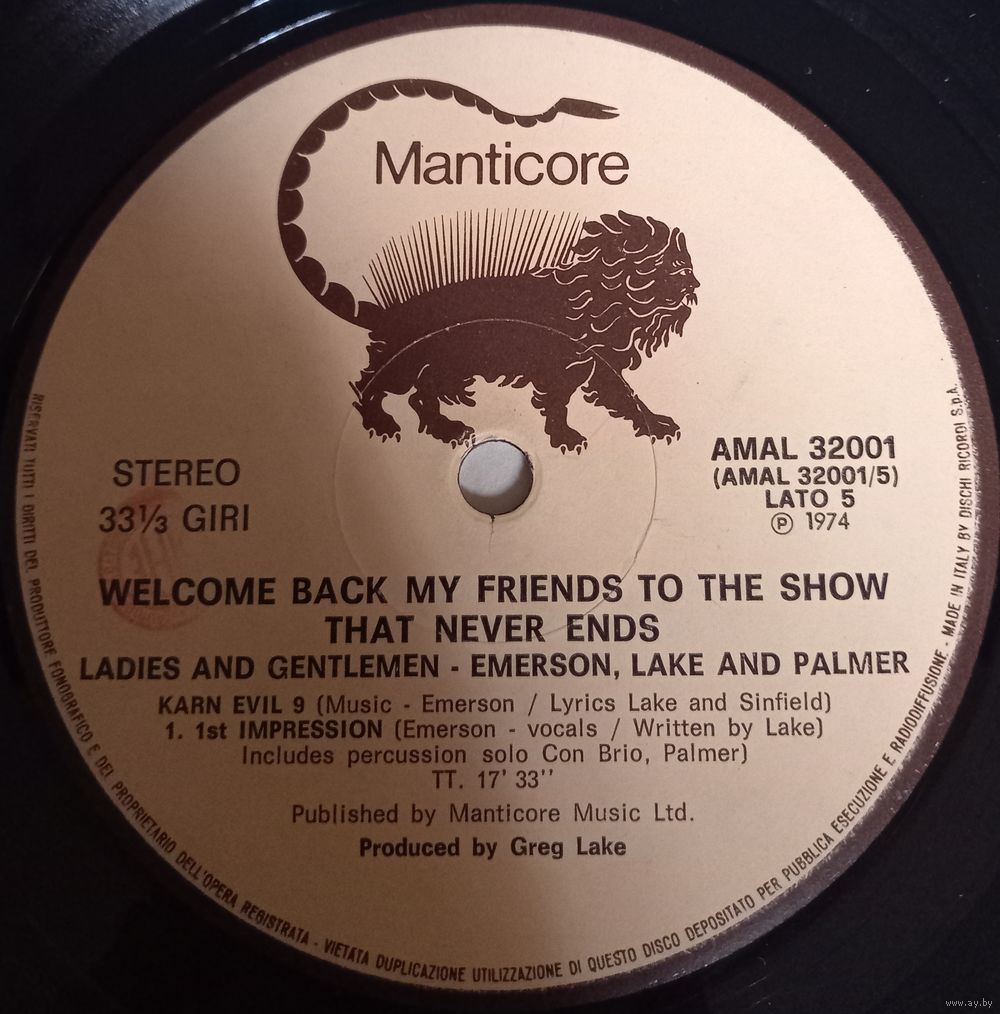 Manticore
STEREO
33⅓ GIRI
AMAL 32001
(AMAL 32001/5)
LATO 5
Ⓟ 1974
WELCOME BACK MY FRIENDS TO THE SHOW
THAT NEVER ENDS
LADIES AND GENTLEMEN - EMERSON, LAKE AND PALMER
KARN EVIL 9 (Music - Emerson / Lyrics Lake and Sinfield)
1. 1st IMPRESSION (Emerson - vocals / Written by Lake)
Includes percussion solo Con Brio, Palmer)
TT. 17' 33''
Published by Manticore Music Ltd.
Produced by Greg Lake
RISERVATI TUTTI I DIRITTI DEL PRODUTTORE FONOGRAFICO E DEL PROPRIETARIO DELL'OPERA REGISTRATA - VIETATA DUPLICAZIONE UTILIZZAZIONE DI QUESTO DISCO DEPOSITATO PER PUBBLICA ESECUZIONE E RADIODIFFUSIONE - MADE IN ITALY BY DISCHI RICORDI S.p.A.
www.ay.by